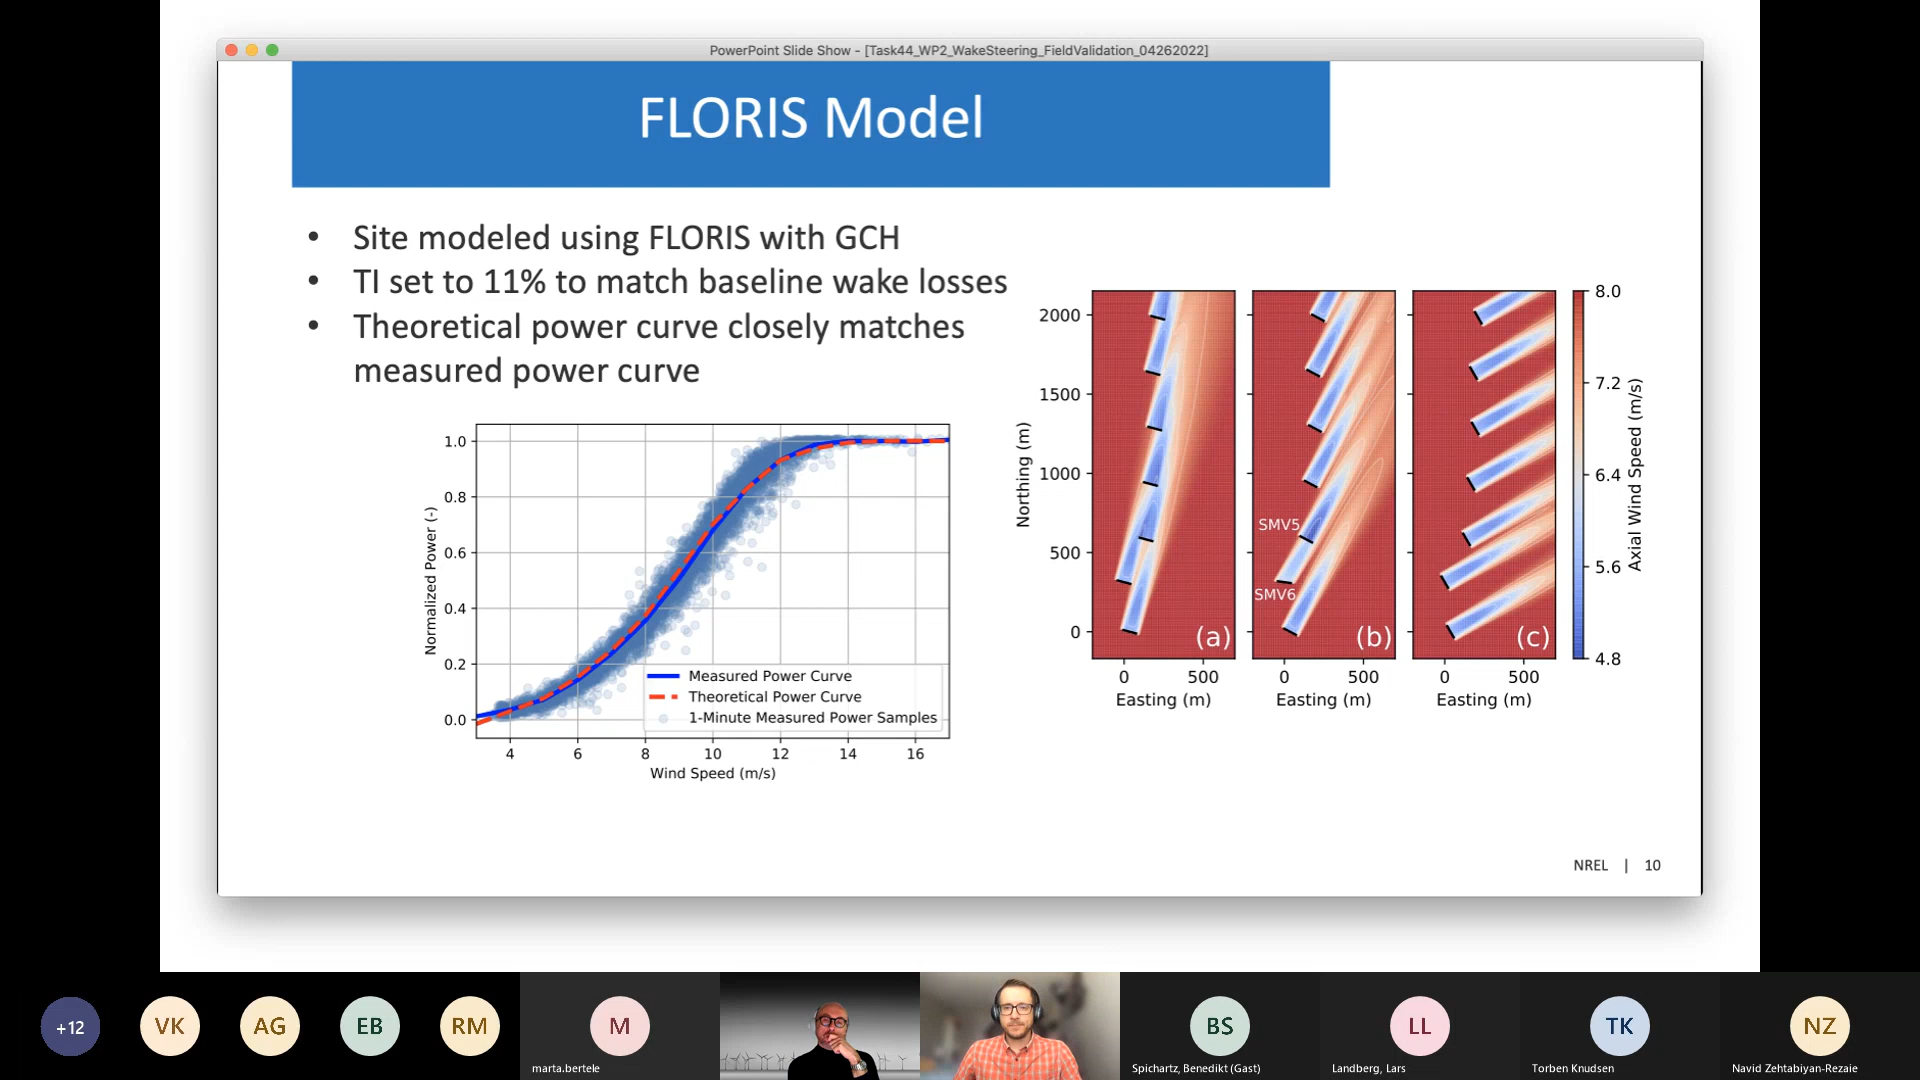 PowerPoint Slide Show - [Task44_WP2_WakeSteering_FieldValidation_04262022]
FLORIS Model
• Site modeled using FLORIS with GCH
• TI set to 11% to match baseline wake losses
• Theoretical power curve closely matches
measured power curve
Normalized Power (-)
1.0
0.8
0.6
0.4
0.2
0.0
4 6 8 10 12 14 16
Wind Speed (m/s)
Measured Power Curve
Theoretical Power Curve
1-Minute Measured Power Samples
Northing (m)
2000
1500
1000
500
0
(a)
0 500
Easting (m)
SMV5
SMV6
(b)
0 500
Easting (m)
(c)
0 500
Easting (m)
8.0
7.2
6.4
5.6
4.8
Axial Wind Speed (m/s)
NREL | 10
+12
VK
AG
EB
RM
M
marta.bertele
BS
Spichartz, Benedikt (Gast)
LL
Landberg, Lars
TK
Torben Knudsen
NZ
Navid Zehtabiyan-Rezaie